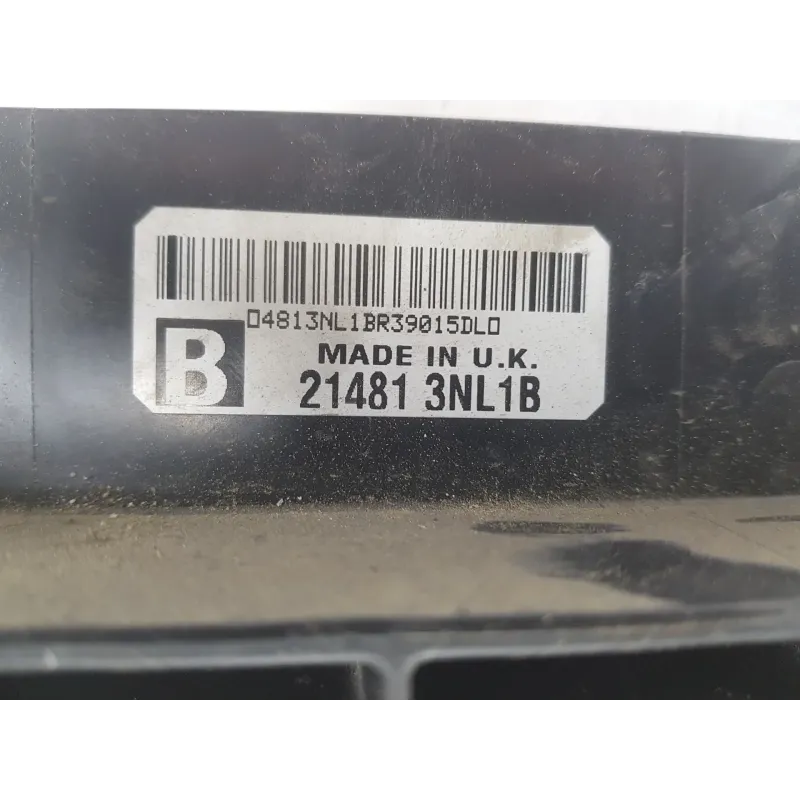 ▯4813NL1BR39015DL▯
B
MADE IN U.K.
21481 3NL1B